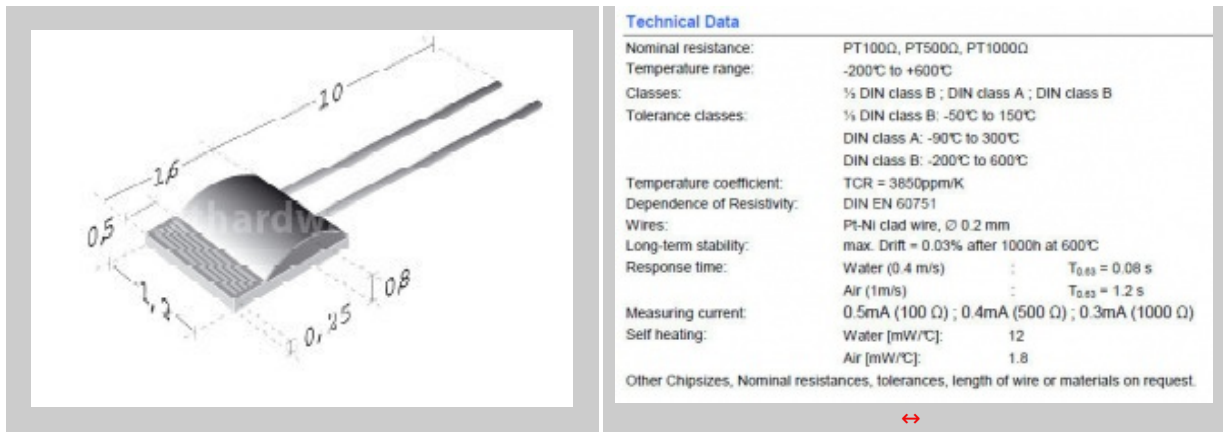 10
1,6
0,5
1,2
0,25
0,8
hardw
Technical Data
Nominal resistance: PT100Ω, PT500Ω, PT1000Ω
Temperature range: -200℃ to +600℃
Classes: ⅓ DIN class B ; DIN class A ; DIN class B
Tolerance classes: ⅓ DIN class B: -50℃ to 150℃
DIN class A: -90℃ to 300℃
DIN class B: -200℃ to 600℃
Temperature coefficient: TCR = 3850ppm/K
Dependence of Resistivity: DIN EN 60751
Wires: Pt-Ni clad wire, ∅ 0.2 mm
Long-term stability: max. Drift = 0.03% after 1000h at 600℃
Response time: Water (0.4 m/s) : T₀.₆₃ = 0.08 s
Air (1m/s) : T₀.₆₃ = 1.2 s
Measuring current: 0.5mA (100 Ω) ; 0.4mA (500 Ω) ; 0.3mA (1000 Ω)
Self heating: Water [mW/℃]: 12
Air [mW/℃]: 1.8
Other Chipsizes, Nominal resistances, tolerances, length of wire or materials on request.